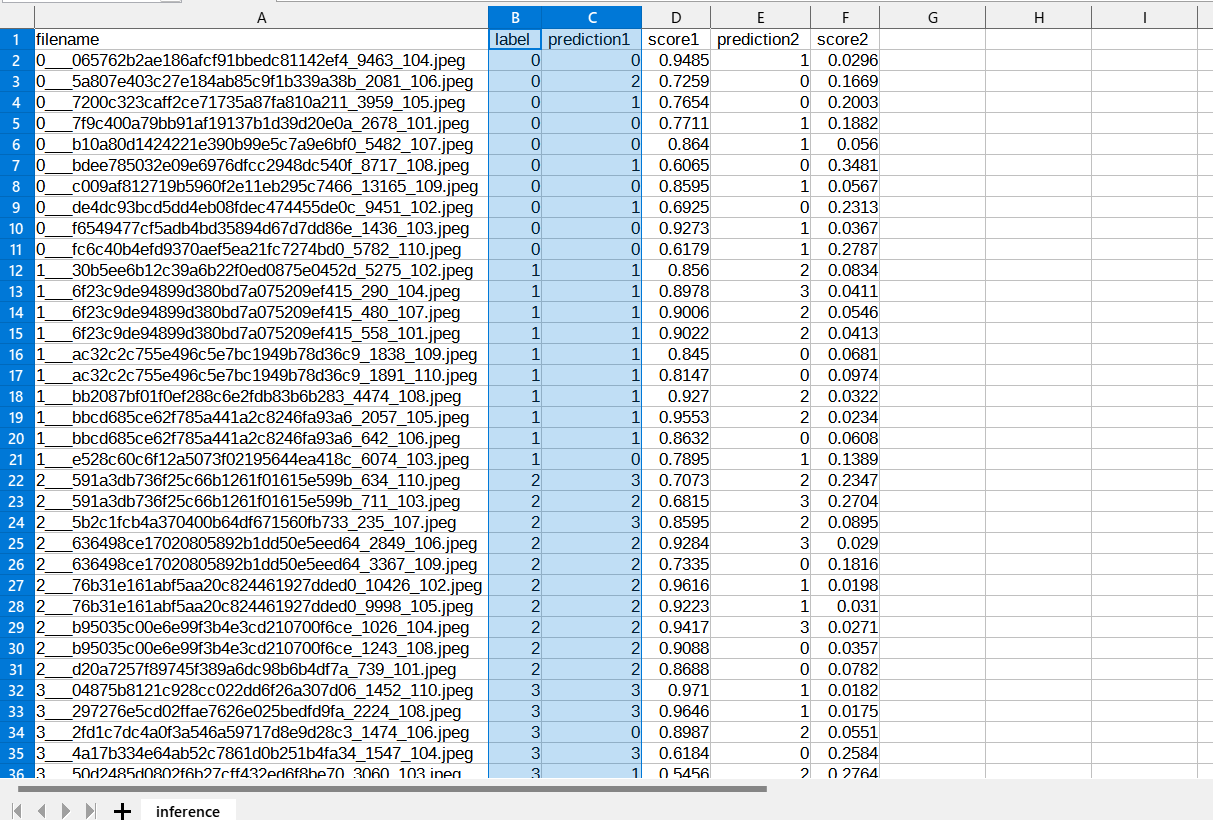 A B C D E F G H I
1 filename label prediction1 score1 prediction2 score2
2 0___065762b2ae186afcf91bbedc81142ef4_9463_104.jpeg 0 0 0.9485 1 0.0296
3 0___5a807e403c27e184ab85c9f1b339a38b_2081_106.jpeg 0 2 0.7259 0 0.1669
4 0___7200c323caff2ce71735a87fa810a211_3959_105.jpeg 0 1 0.7654 0 0.2003
5 0___7f9c400a79bb91af19137b1d39d20e0a_2678_101.jpeg 0 0 0.7711 1 0.1882
6 0___b10a80d1424221e390b99e5c7a9e6bf0_5482_107.jpeg 0 0 0.864 1 0.056
7 0___bdee785032e09e6976dfcc2948dc540f_8717_108.jpeg 0 1 0.6065 0 0.3481
8 0___c009af812719b5960f2e11eb295c7466_13165_109.jpeg 0 0 0.8595 1 0.0567
9 0___de4dc93bcd5dd4eb08fdec474455de0c_9451_102.jpeg 0 1 0.6925 0 0.2313
10 0___f6549477cf5adb4bd35894d67d7dd86e_1436_103.jpeg 0 0 0.9273 1 0.0367
11 0___fc6c40b4efd9370aef5ea21fc7274bd0_5782_110.jpeg 0 0 0.6179 1 0.2787
12 1___30b5ee6b12c39a6b22f0ed0875e0452d_5275_102.jpeg 1 1 0.856 2 0.0834
13 1___6f23c9de94899d380bd7a075209ef415_290_104.jpeg 1 1 0.8978 3 0.0411
14 1___6f23c9de94899d380bd7a075209ef415_480_107.jpeg 1 1 0.9006 2 0.0546
15 1___6f23c9de94899d380bd7a075209ef415_558_101.jpeg 1 1 0.9022 2 0.0413
16 1___ac32c2c755e496c5e7bc1949b78d36c9_1838_109.jpeg 1 1 0.845 0 0.0681
17 1___ac32c2c755e496c5e7bc1949b78d36c9_1891_110.jpeg 1 1 0.8147 0 0.0974
18 1___bb2087bf01f0ef288c6e2fdb83b6b283_4474_108.jpeg 1 1 0.927 2 0.0322
19 1___bbcd685ce62f785a441a2c8246fa93a6_2057_105.jpeg 1 1 0.9553 2 0.0234
20 1___bbcd685ce62f785a441a2c8246fa93a6_642_106.jpeg 1 1 0.8632 0 0.0608
21 1___e528c60c6f12a5073f02195644ea418c_6074_103.jpeg 1 0 0.7895 1 0.1389
22 2___591a3db736f25c66b1261f01615e599b_634_110.jpeg 2 3 0.7073 2 0.2347
23 2___591a3db736f25c66b1261f01615e599b_711_103.jpeg 2 2 0.6815 3 0.2704
24 2___5b2c1fcb4a370400b64df671560fb733_235_107.jpeg 2 3 0.8595 2 0.0895
25 2___636498ce17020805892b1dd50e5eed64_2849_106.jpeg 2 2 0.9284 3 0.029
26 2___636498ce17020805892b1dd50e5eed64_3367_109.jpeg 2 2 0.7335 0 0.1816
27 2___76b31e161abf5aa20c824461927dded0_10426_102.jpeg 2 2 0.9616 1 0.0198
28 2___76b31e161abf5aa20c824461927dded0_9998_105.jpeg 2 2 0.9223 1 0.031
29 2___b95035c00e6e99f3b4e3cd210700f6ce_1026_104.jpeg 2 2 0.9417 3 0.0271
30 2___b95035c00e6e99f3b4e3cd210700f6ce_1243_108.jpeg 2 2 0.9088 0 0.0357
31 2___d20a7257f89745f389a6dc98b6b4df7a_739_101.jpeg 2 2 0.8688 0 0.0782
32 3___04875b8121c928cc022dd6f26a307d06_1452_110.jpeg 3 3 0.971 1 0.0182
33 3___297276e5cd02ffae7626e025bedfd9fa_2224_108.jpeg 3 3 0.9646 1 0.0175
34 3___2fd1c7dc4a0f3a546a59717d8e9d28c3_1474_106.jpeg 3 0 0.8987 2 0.0551
35 3___4a17b334e64ab52c7861d0b251b4fa34_1547_104.jpeg 3 3 0.6184 0 0.2584
36 3___50d2485d0802f6b27cff432ed6f8be70_3060_103.jpeg 3 1 0.5456 2 0.2764
inference